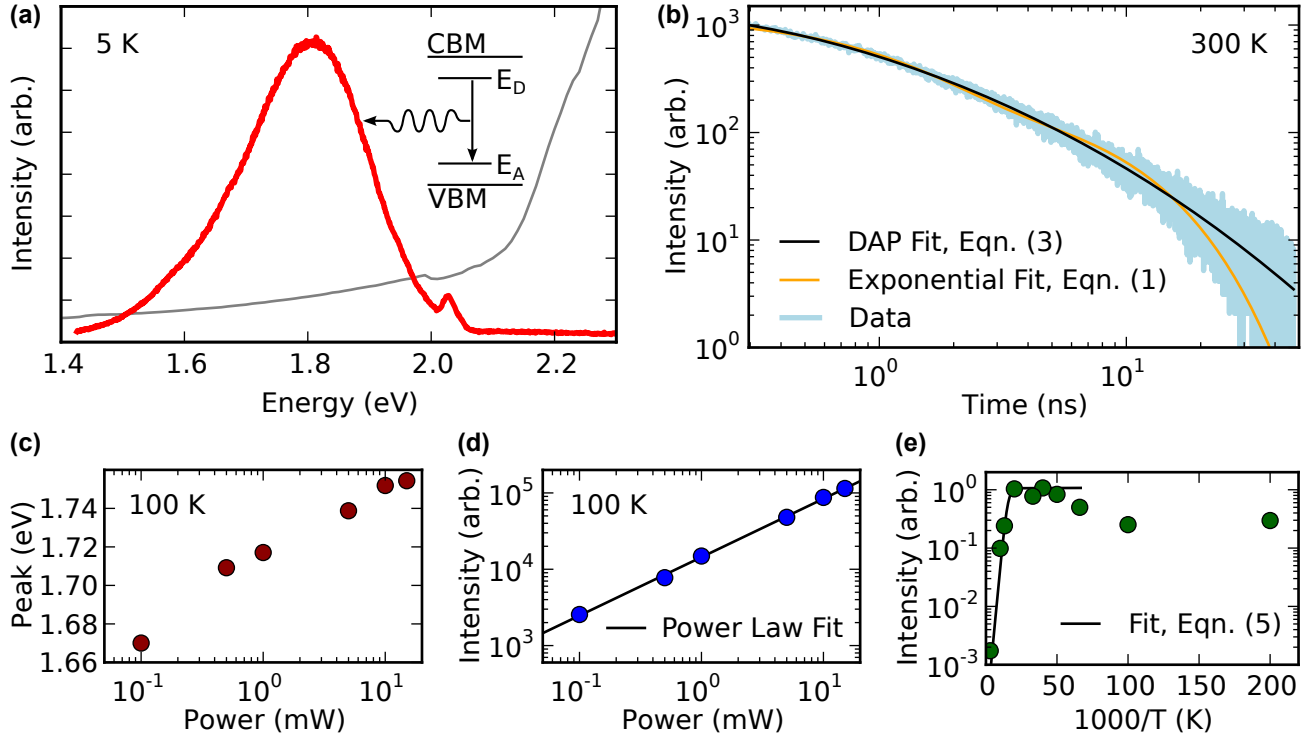 (a)
5 K
CBM
E_D
E_A
VBM
Intensity (arb.)
1.4 1.6 1.8 2.0 2.2
Energy (eV)
(b)
300 K
10^3
10^2
10^1
10^0
Intensity (arb.)
DAP Fit, Eqn. (3)
Exponential Fit, Eqn. (1)
Data
10^0 10^1
Time (ns)
(c)
100 K
1.74
1.72
1.70
1.68
1.66
Peak (eV)
10^-1 10^0 10^1
Power (mW)
(d)
100 K
10^5
10^4
10^3
Intensity (arb.)
Power Law Fit
10^-1 10^0 10^1
Power (mW)
(e)
10^0
10^-1
10^-2
10^-3
Intensity (arb.)
Fit, Eqn. (5)
0 50 100 150 200
1000/T (K)